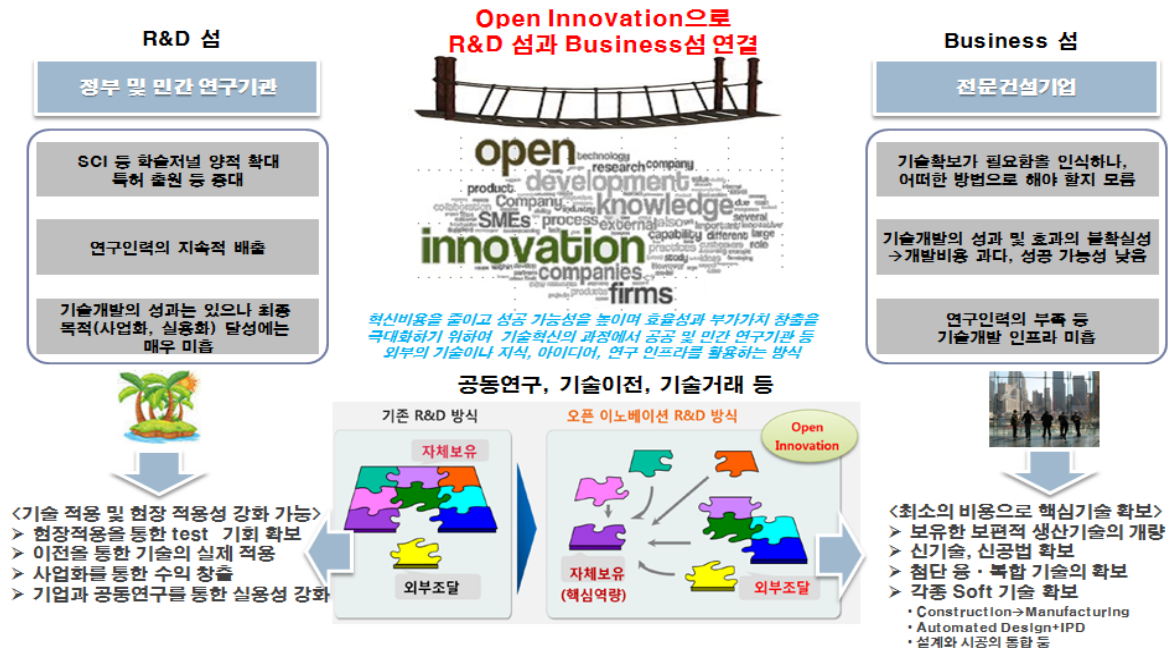 Open Innovation으로
R&D 섬과 Business섬 연결
R&D 섬
정부 및 민간 연구기관
SCI 등 학술저널 양적 확대
특허 출원 등 증대
연구인력의 지속적 배출
기술개발의 성과는 있으나 최종
목적(사업화, 실용화) 달성에는
매우 미흡
<기술 적용 및 현장 적용성 강화 가능>
➢ 현장적용을 통한 test 기회 확보
➢ 이전을 통한 기술의 실제 적용
➢ 사업화를 통한 수익 창출
➢ 기업과 공동연구를 통한 실용성 강화
open
technology
research company
development
product
Company
knowledge
collaboration
industry
SMEs
process
external
also
several
important
innovative
innovation
capability
different
large
practices
customers
role
companies
products
firms
혁신비용을 줄이고 성공 가능성을 높이며 효율성과 부가가치 창출을
극대화하기 위하여 기술혁신의 과정에서 공공 및 민간 연구기관 등
외부의 기술이나 지식, 아이디어, 연구 인프라를 활용하는 방식
공동연구, 기술이전, 기술거래 등
기존 R&D 방식
자체보유
외부조달
오픈 이노베이션 R&D 방식
Open
Innovation
자체보유
(핵심역량)
외부조달
Business 섬
전문건설기업
기술확보가 필요함을 인식하나,
어떠한 방법으로 해야 할지 모름
기술개발의 성과 및 효과의 불확실성
→개발비용 과다, 성공 가능성 낮음
연구인력의 부족 등
기술개발 인프라 미흡
<최소의 비용으로 핵심기술 확보>
➢ 보유한 보편적 생산기술의 개량
➢ 신기술, 신공법 확보
➢ 첨단 융·복합 기술의 확보
➢ 각종 Soft 기술 확보
• Construction→Manufacturing
• Automated Design+IPD
• 설계와 시공의 통합 등